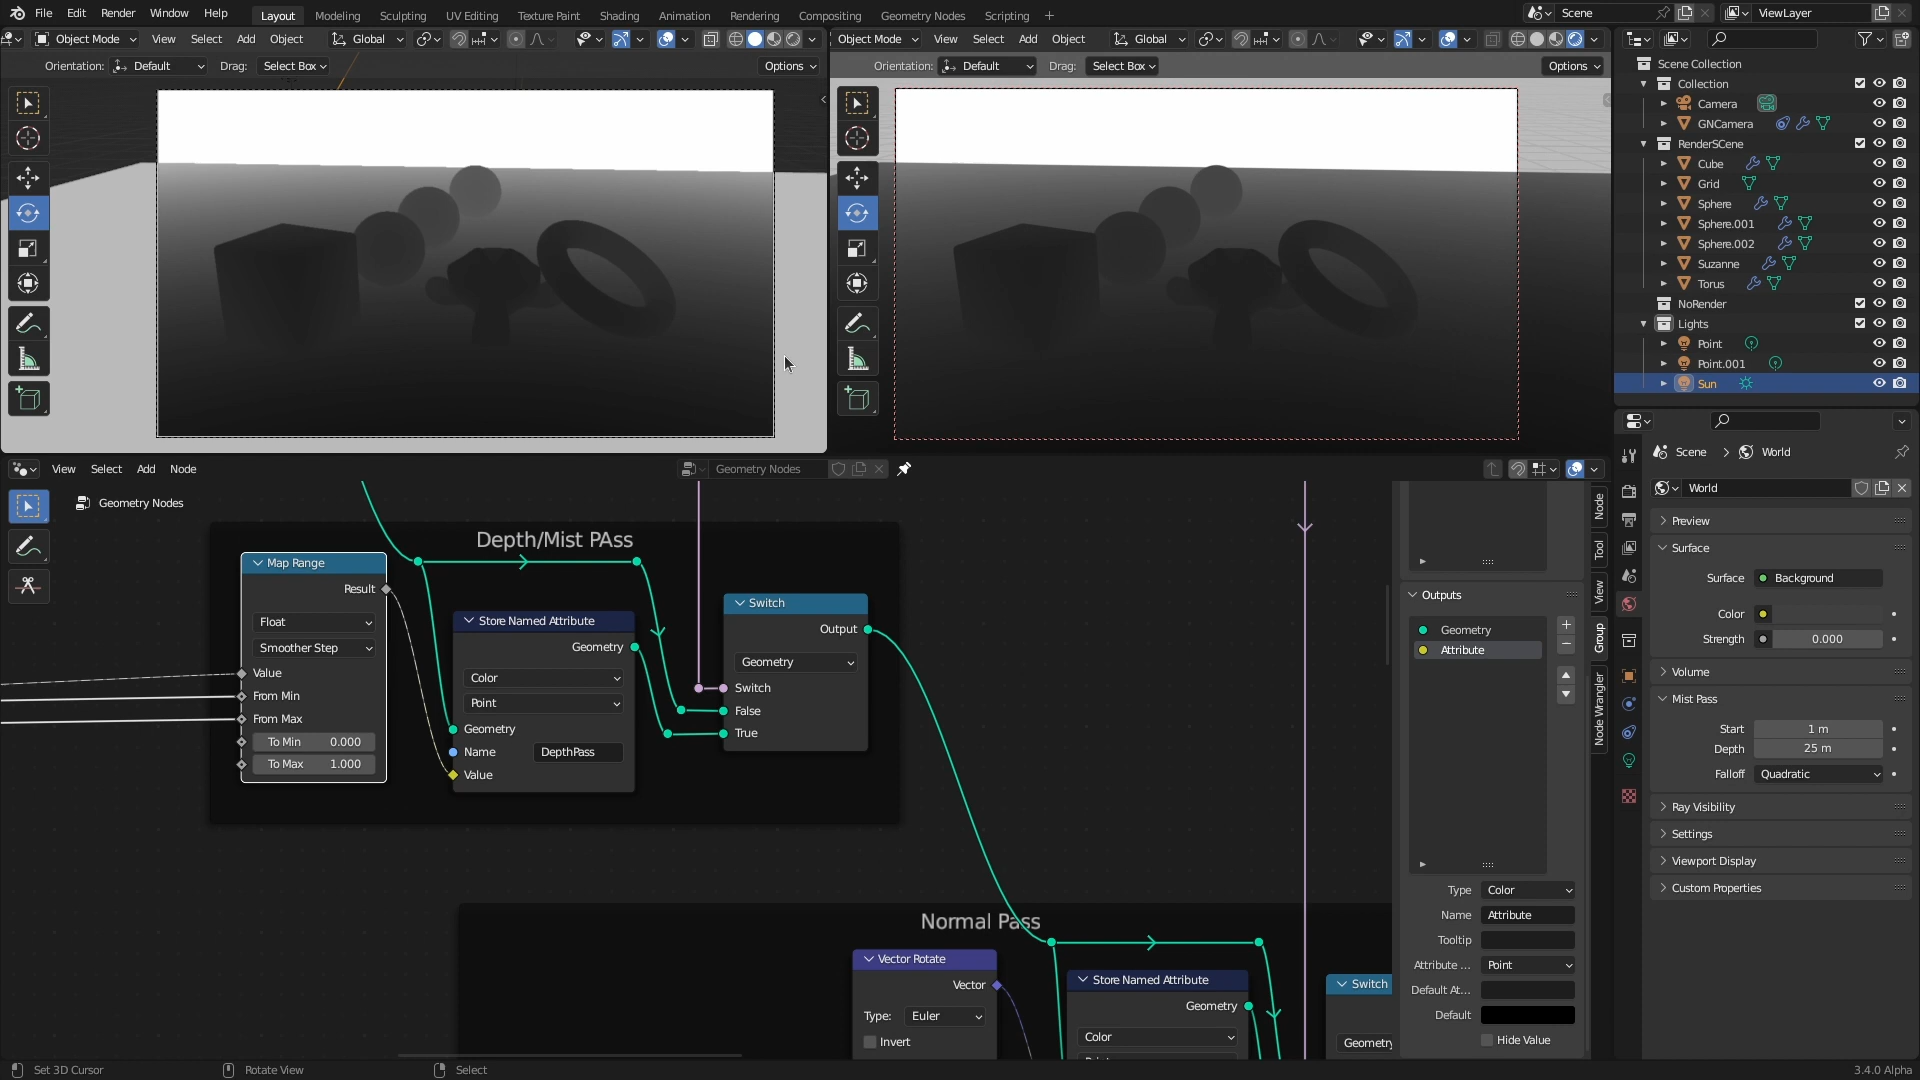 File Edit Render Window Help Layout Modeling Sculpting UV Editing Texture Paint Shading Animation Rendering Compositing Geometry Nodes Scripting + Scene ViewLayer
Object Mode View Select Add Object Global
Object Mode View Select Add Object Global
Orientation: Default Drag: Select Box Options
Orientation: Default Drag: Select Box Options
Scene Collection
Collection
Camera
GNCamera
RenderSCene
Cube
Grid
Sphere
Sphere.001
Sphere.002
Suzanne
Torus
NoRender
Lights
Point
Point.001
Sun
View Select Add Node Geometry Nodes
Geometry Nodes
Depth/Mist PAss
Map Range
Result
Float
Smoother Step
Value
From Min
From Max
To Min 0.000
To Max 1.000
Store Named Attribute
Geometry
Color
Point
Geometry
Name DepthPass
Value
Switch
Output
Geometry
Switch
False
True
Normal Pass
Vector Rotate
Vector
Type: Euler
Invert
Store Named Attribute
Geometry
Color
Switch
Geometry
Outputs
Geometry
Attribute
Type Color
Name Attribute
Tooltip
Attribute ... Point
Default At...
Default
Hide Value
Node
Tool
View
Group
Node Wrangler
Scene World
World
Preview
Surface
Surface Background
Color
Strength 0.000
Volume
Mist Pass
Start 1 m
Depth 25 m
Falloff Quadratic
Ray Visibility
Settings
Viewport Display
Custom Properties
Set 3D Cursor Rotate View Select 3.4.0 Alpha